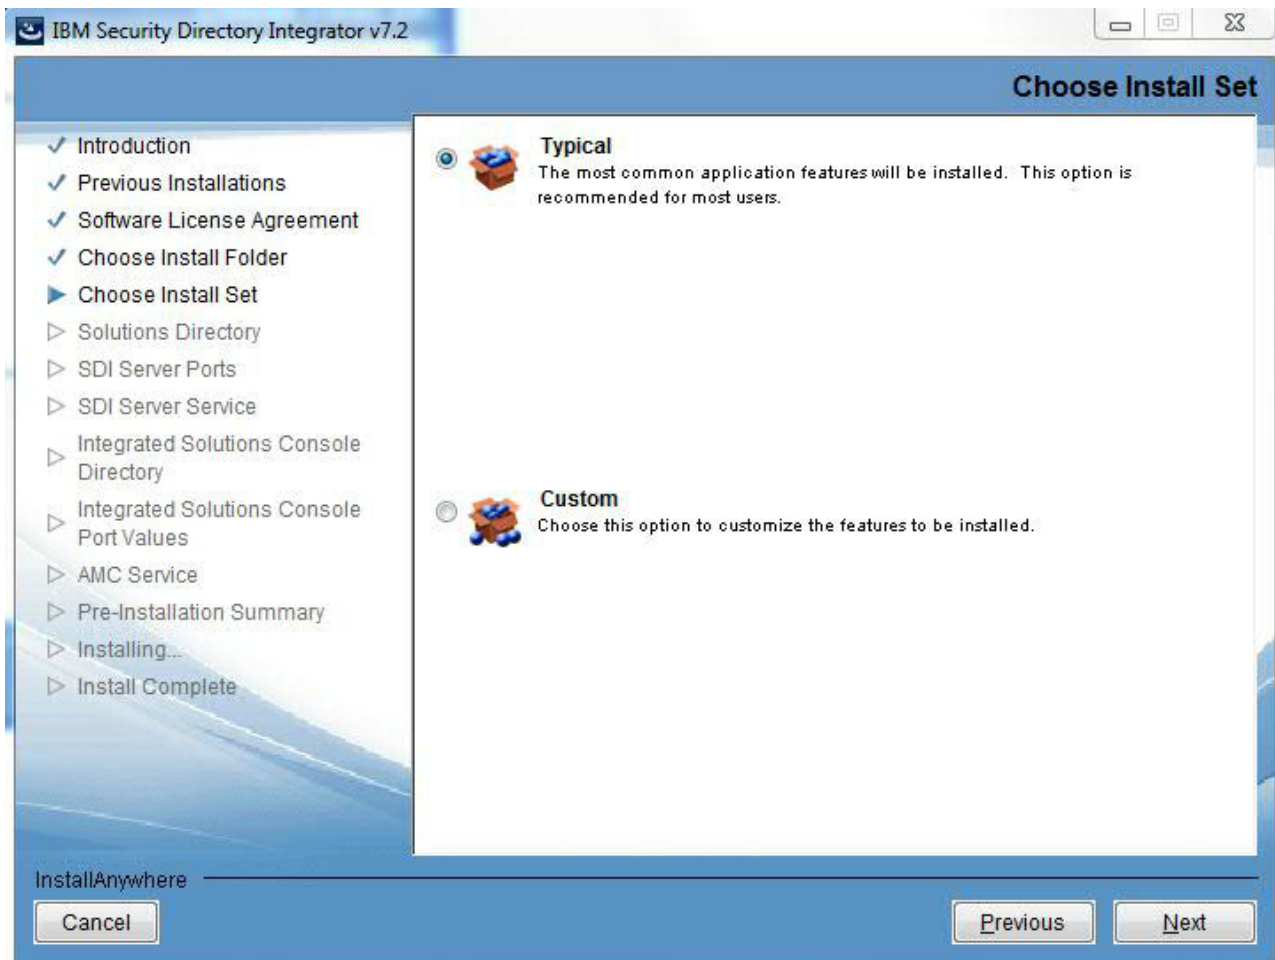 IBM Security Directory Integrator v7.2
Choose Install Set
Introduction
Previous Installations
Software License Agreement
Choose Install Folder
Choose Install Set
Solutions Directory
SDI Server Ports
SDI Server Service
Integrated Solutions Console
Directory
Integrated Solutions Console
Port Values
AMC Service
Pre-Installation Summary
Installing...
Install Complete
Typical
The most common application features will be installed. This option is
recommended for most users.
Custom
Choose this option to customize the features to be installed.
InstallAnywhere
Cancel
Previous
Next